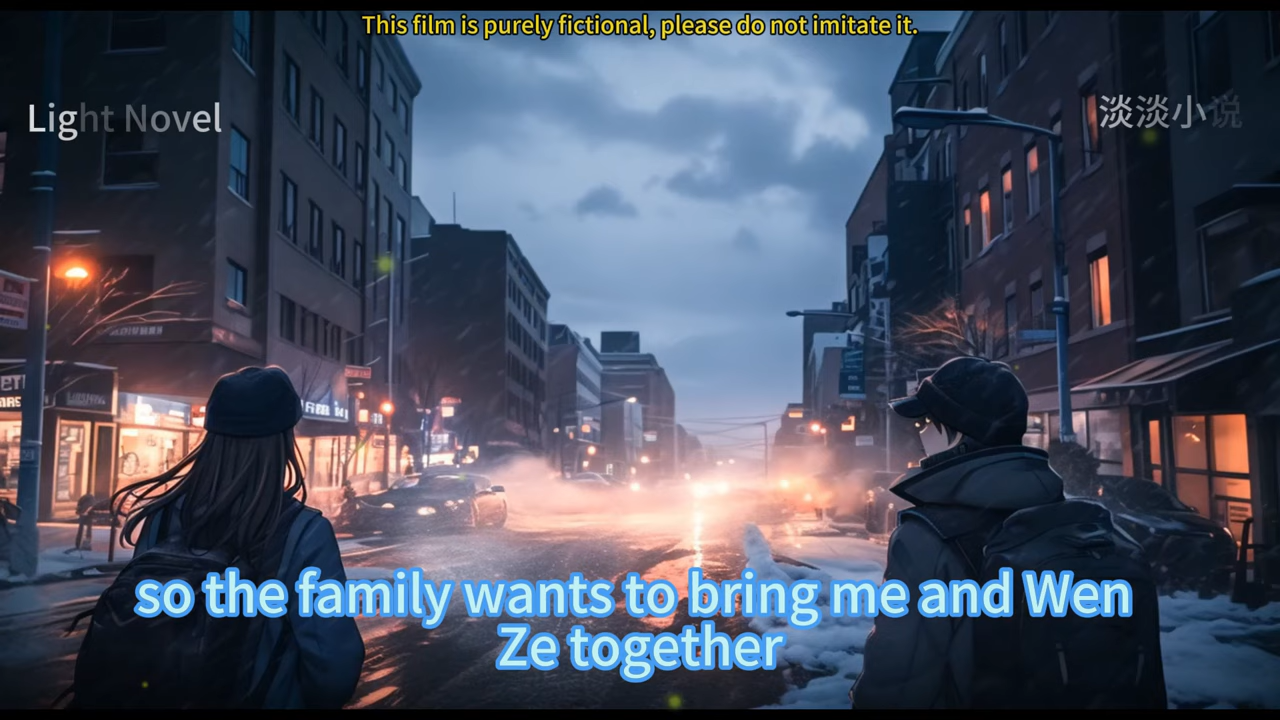 This film is purely fictional, please do not imitate it.
Light Novel
淡淡小说
so the family wants to bring me and Wen
Ze together